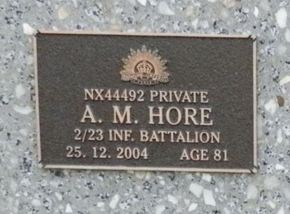 NX44492 PRIVATE
A. M. HORE
2/23 INF. BATTALION
25. 12. 2004 AGE 81